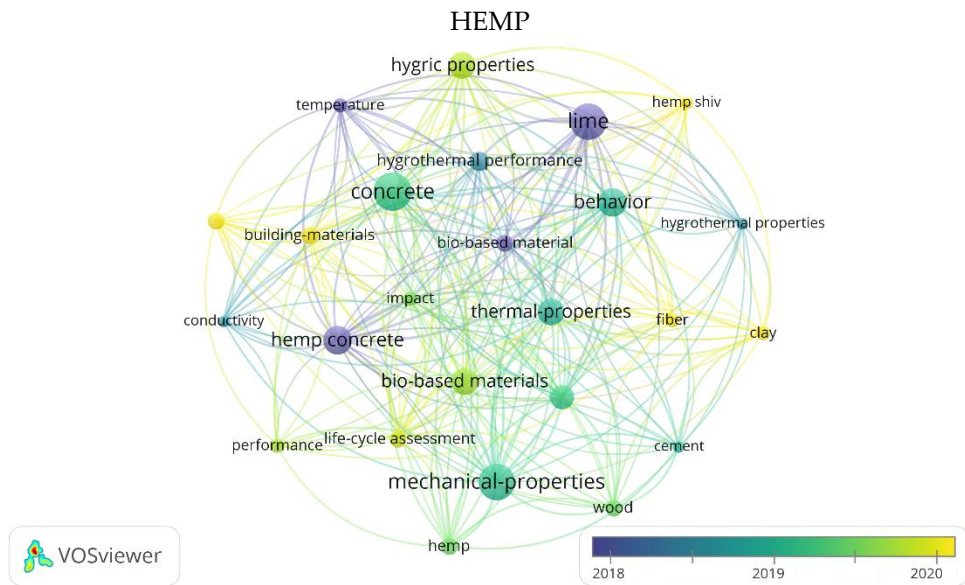 HEMP
hygric properties
temperature
hemp shiv
lime
hygrothermal performance
concrete
behavior
hygrothermal properties
building-materials
bio-based material
impact
thermal-properties
conductivity
fiber
clay
hemp concrete
bio-based materials
performance
life-cycle assessment
cement
mechanical-properties
wood
hemp
VOSviewer
2018 2019 2020